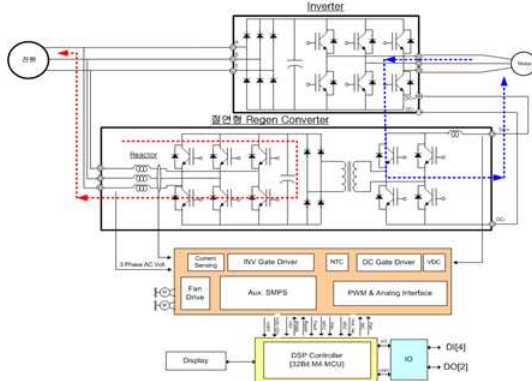 Inverter
전원
Motor
DC+
DC-
절연형 Regen Converter
Reactor
DC-
3-Phase AC Volt
Current
Sensing
INV Gate Driver
NTC
DC Gate Driver
VDC
Fan
Drive
Aux. SMPS
PWM & Analog Interface
Display
DSP Controller
[32Bit M4 MCU]
IO
DI[4]
DO[2]